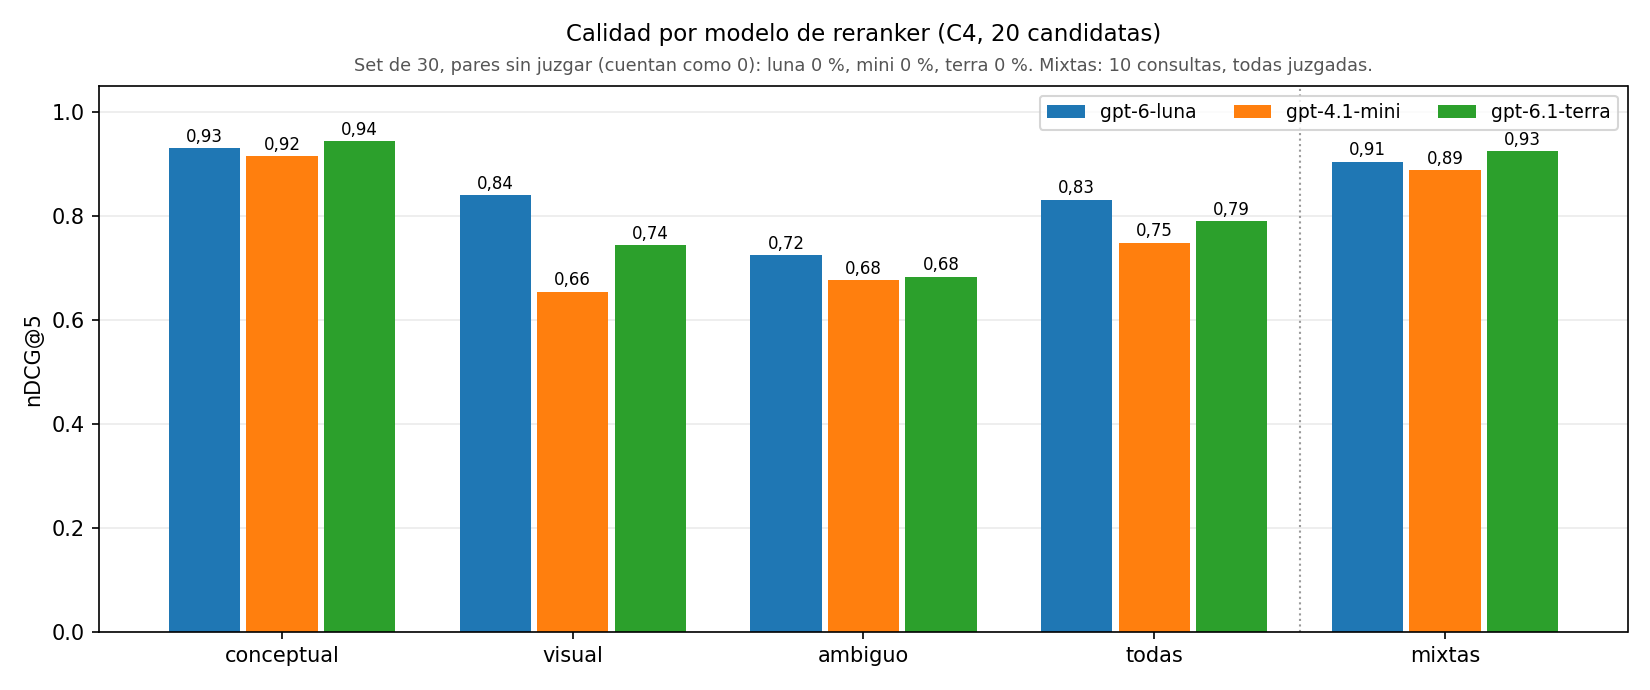 Calidad por modelo de reranker (C4, 20 candidatas)
Set de 30, pares sin juzgar (cuentan como 0): luna 0 %, mini 0 %, terra 0 %. Mixtas: 10 consultas, todas juzgadas.
gpt-6-luna gpt-4.1-mini gpt-6.1-terra
nDCG@5
1.0
0.8
0.6
0.4
0.2
0.0
0,93 0,92 0,94
0,84 0,66 0,74
0,72 0,68 0,68
0,83 0,75 0,79
0,91 0,89 0,93
conceptual visual ambiguo todas mixtas